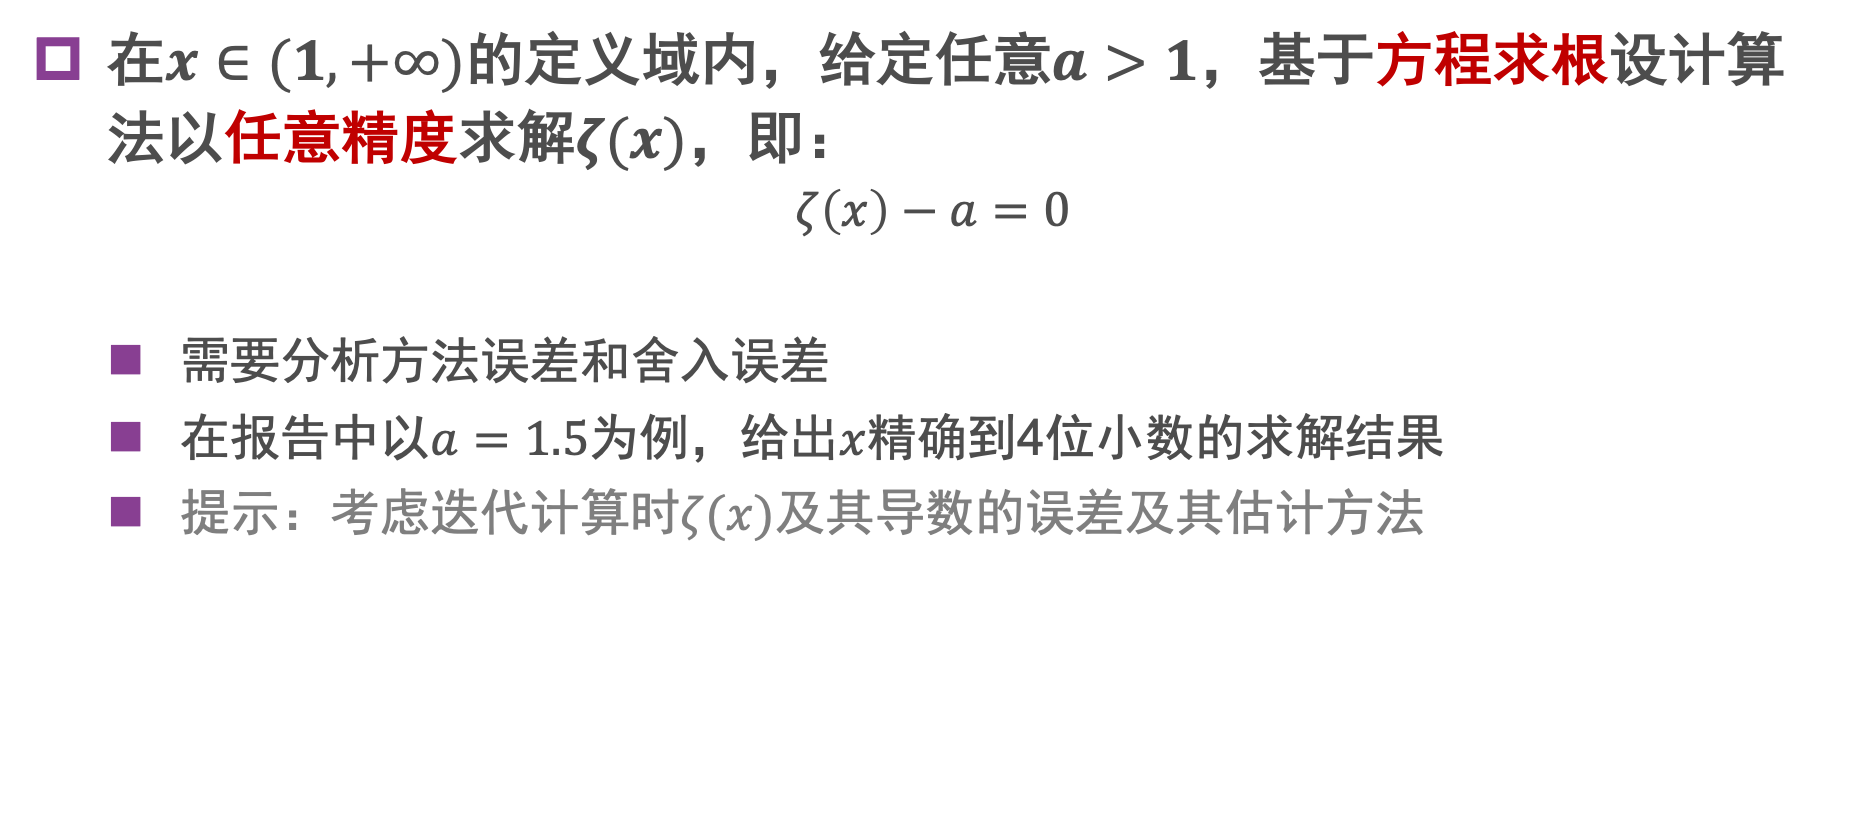 在x ∈ (1, +∞)的定义域内，给定任意a > 1，基于方程求根设计算
法以任意精度求解ζ(x)，即：
ζ(x) − a = 0
需要分析方法误差和舍入误差
在报告中以a = 1.5为例，给出x精确到4位小数的求解结果
提示：考虑迭代计算时ζ(x)及其导数的误差及其估计方法